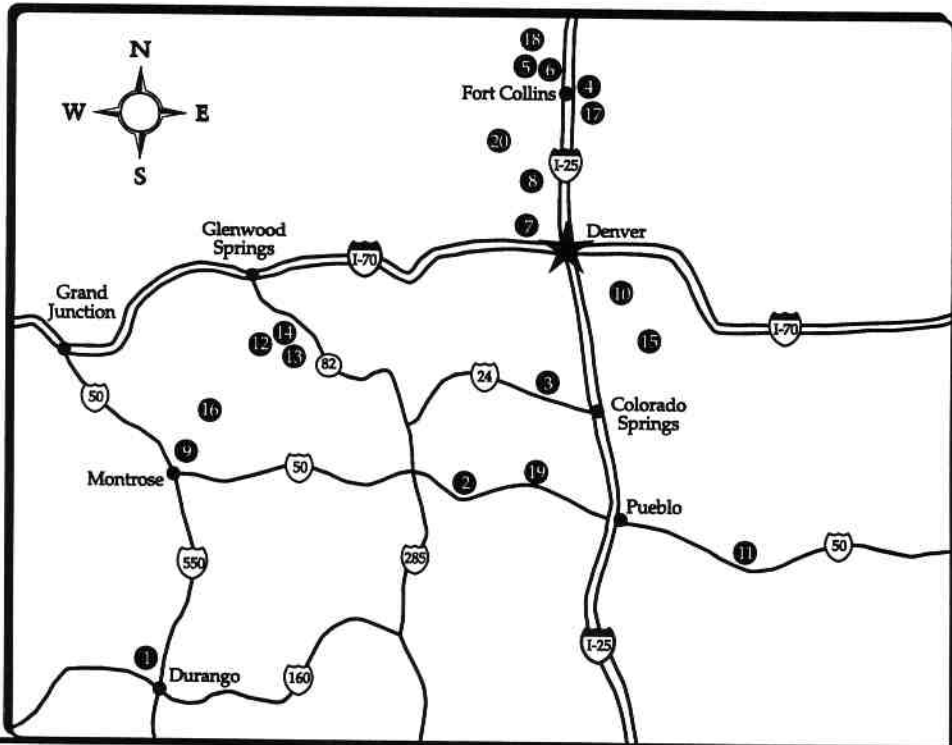 N
W E
S
18
5 6
Fort Collins 4
17
20
I-25
8
7 Denver
Glenwood
Springs
I-70
Grand
Junction
10
I-70
14
12 13
15
82
24 3
50
16
Colorado
Springs
9
Montrose
50
2 19
Pueblo
11 50
550
285
I-25
1
Durango
160